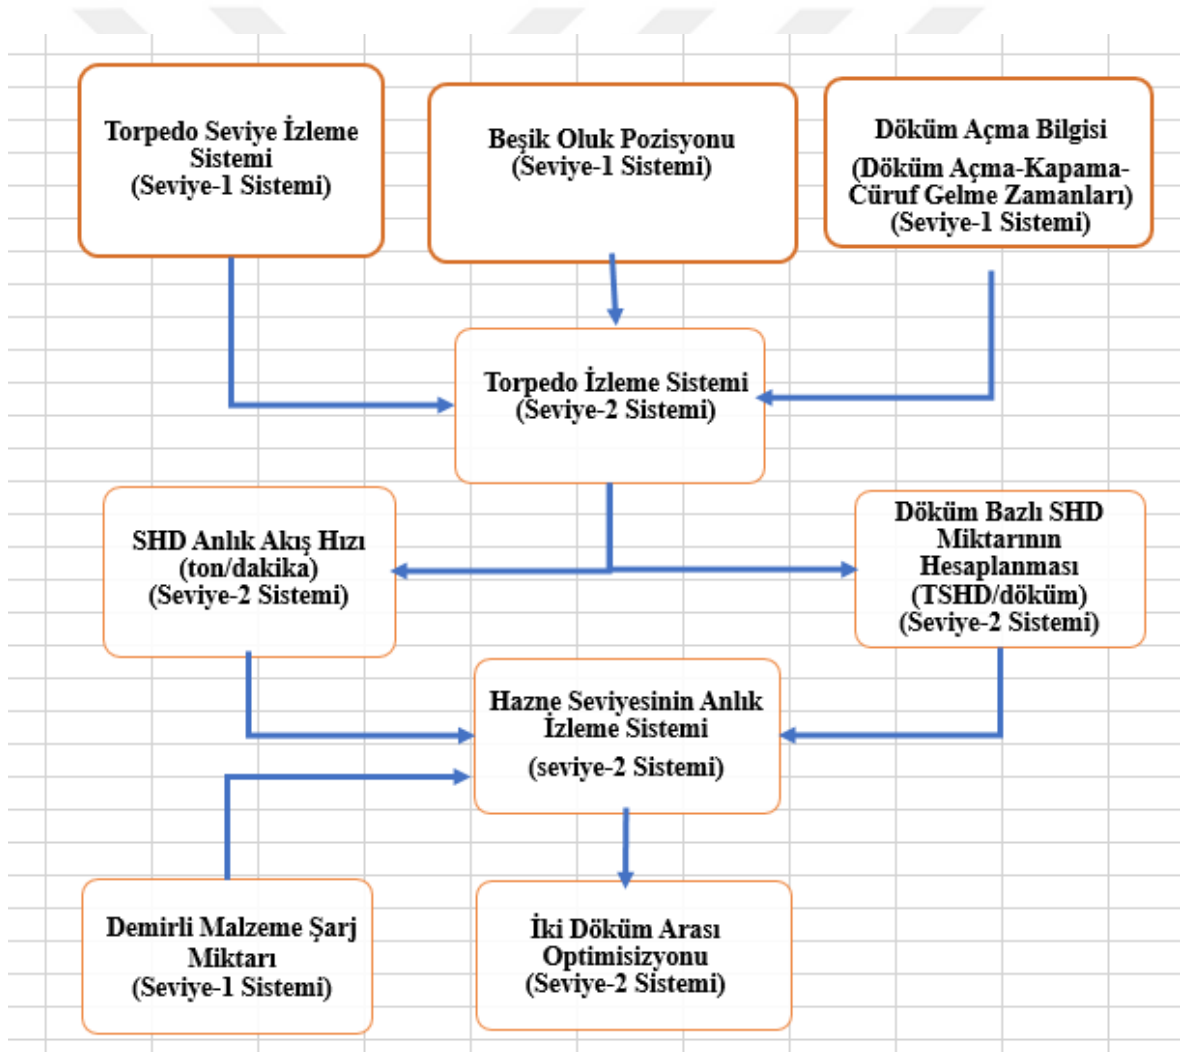 Torpedo Seviye İzleme
Sistemi
(Seviye-1 Sistemi)
Beşik Oluk Pozisyonu
(Seviye-1 Sistemi)
Döküm Açma Bilgisi
(Döküm Açma-Kapama-
Cüruf Gelme Zamanları)
(Seviye-1 Sistemi)
Torpedo İzleme Sistemi
(Seviye-2 Sistemi)
SHD Anlık Akış Hızı
(ton/dakika)
(Seviye-2 Sistemi)
Döküm Bazlı SHD
Miktarının
Hesaplanması
(TSHD/döküm)
(Seviye-2 Sistemi)
Hazne Seviyesinin Anlık
İzleme Sistemi
(seviye-2 Sistemi)
Demirli Malzeme Şarj
Miktarı
(Seviye-1 Sistemi)
İki Döküm Arası
Optimisizyonu
(Seviye-2 Sistemi)